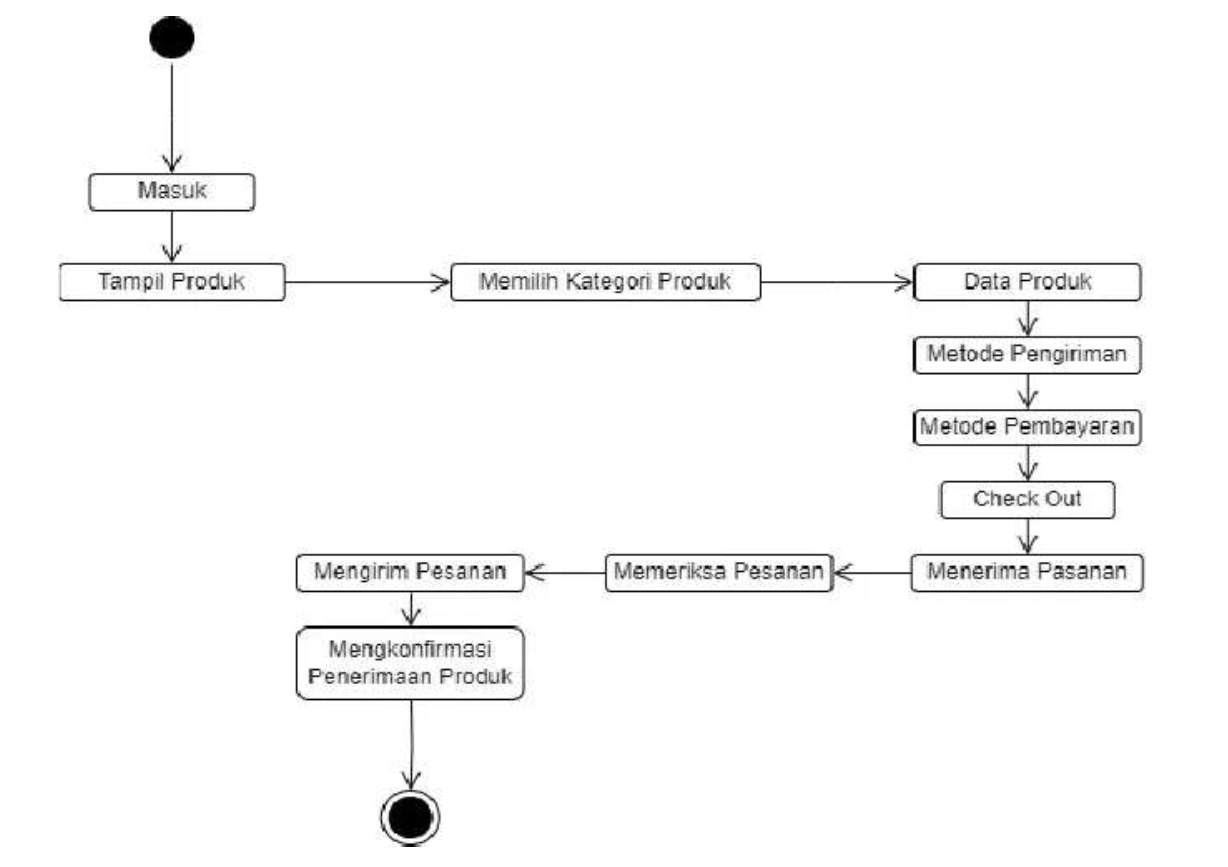 Masuk
Tampil Produk
Memilih Kategori Produk
Data Produk
Metode Pengiriman
Metode Pembayaran
Check Out
Menerima Pasanan
Memeriksa Pesanan
Mengirim Pesanan
Mengkonfirmasi
Penerimaan Produk